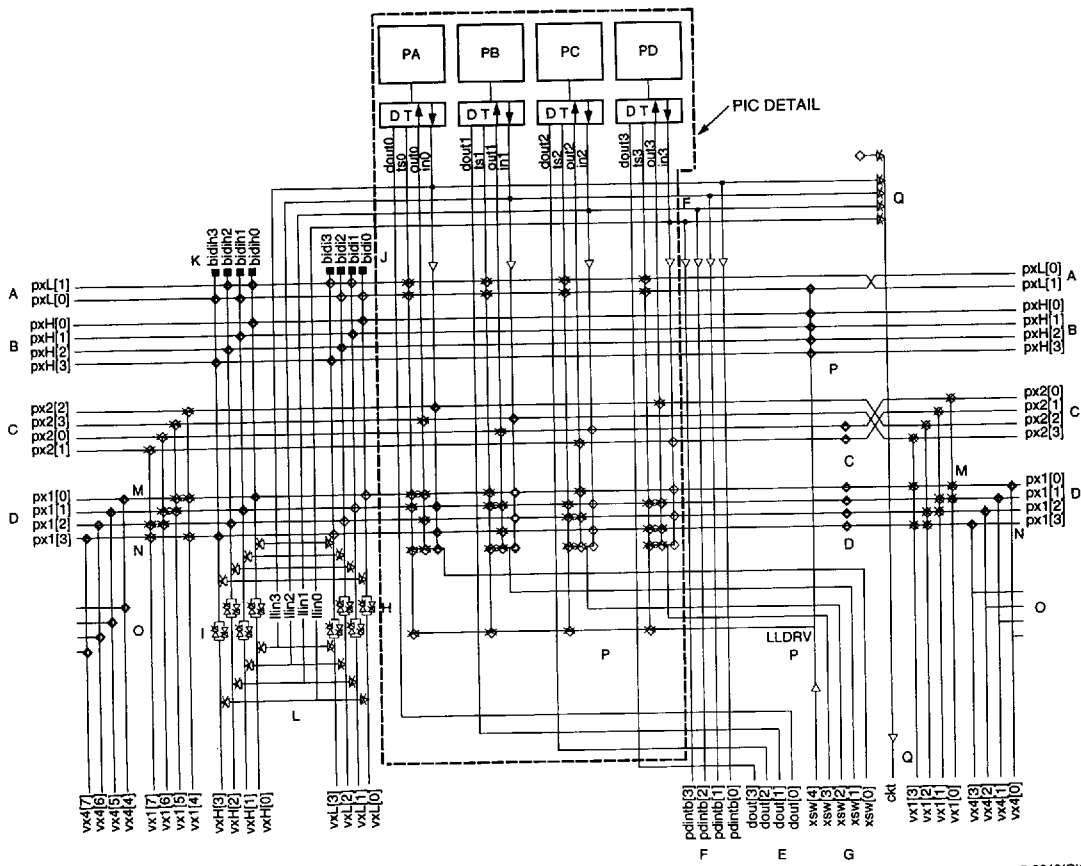 PA PB PC PD
D T D T D T D T
PIC DETAIL
dout0 ts0 out0 in0 dout1 ts1 out1 in1 dout2 ts2 out2 in2 dout3 ts3 out3 in3
Q
F
K bidih3 bidih2 bidih1 bidih0 bidi3 bidi2 bidi1 bidi0 J
A
pxL[1]
pxL[0]
pxL[0]
pxL[1]
A
B
pxH[0]
pxH[1]
pxH[2]
pxH[3]
pxH[0]
pxH[1]
pxH[2]
pxH[3]
B
P
C
px2[2]
px2[3]
px2[0]
px2[1]
px2[0]
px2[1]
px2[2]
px2[3]
C
C
M
M
D
px1[0]
px1[1]
px1[2]
px1[3]
px1[0]
px1[1]
px1[2]
px1[3]
D
N
D
N
llin3 llin2 llin1 llin0
O
I
H
O
LLDRV
P
P
L
Q
vx4[7] vx4[6] vx4[5] vx4[4] vx1[7] vx1[6] vx1[5] vx1[4] vxH[3] vxH[2] vxH[1] vxH[0] vxL[3] vxL[2] vxL[1] vxL[0]
pdintb[3] pdintb[2] pdintb[1] pdintb[0] dout[3] dout[2] dout[1] dout[0] xsw[4] xsw[3] xsw[2] xsw[1] xsw[0] ckt vx1[3] vx1[2] vx1[1] vx1[0] vx4[3] vx4[2] vx4[1] vx4[0]
F E G